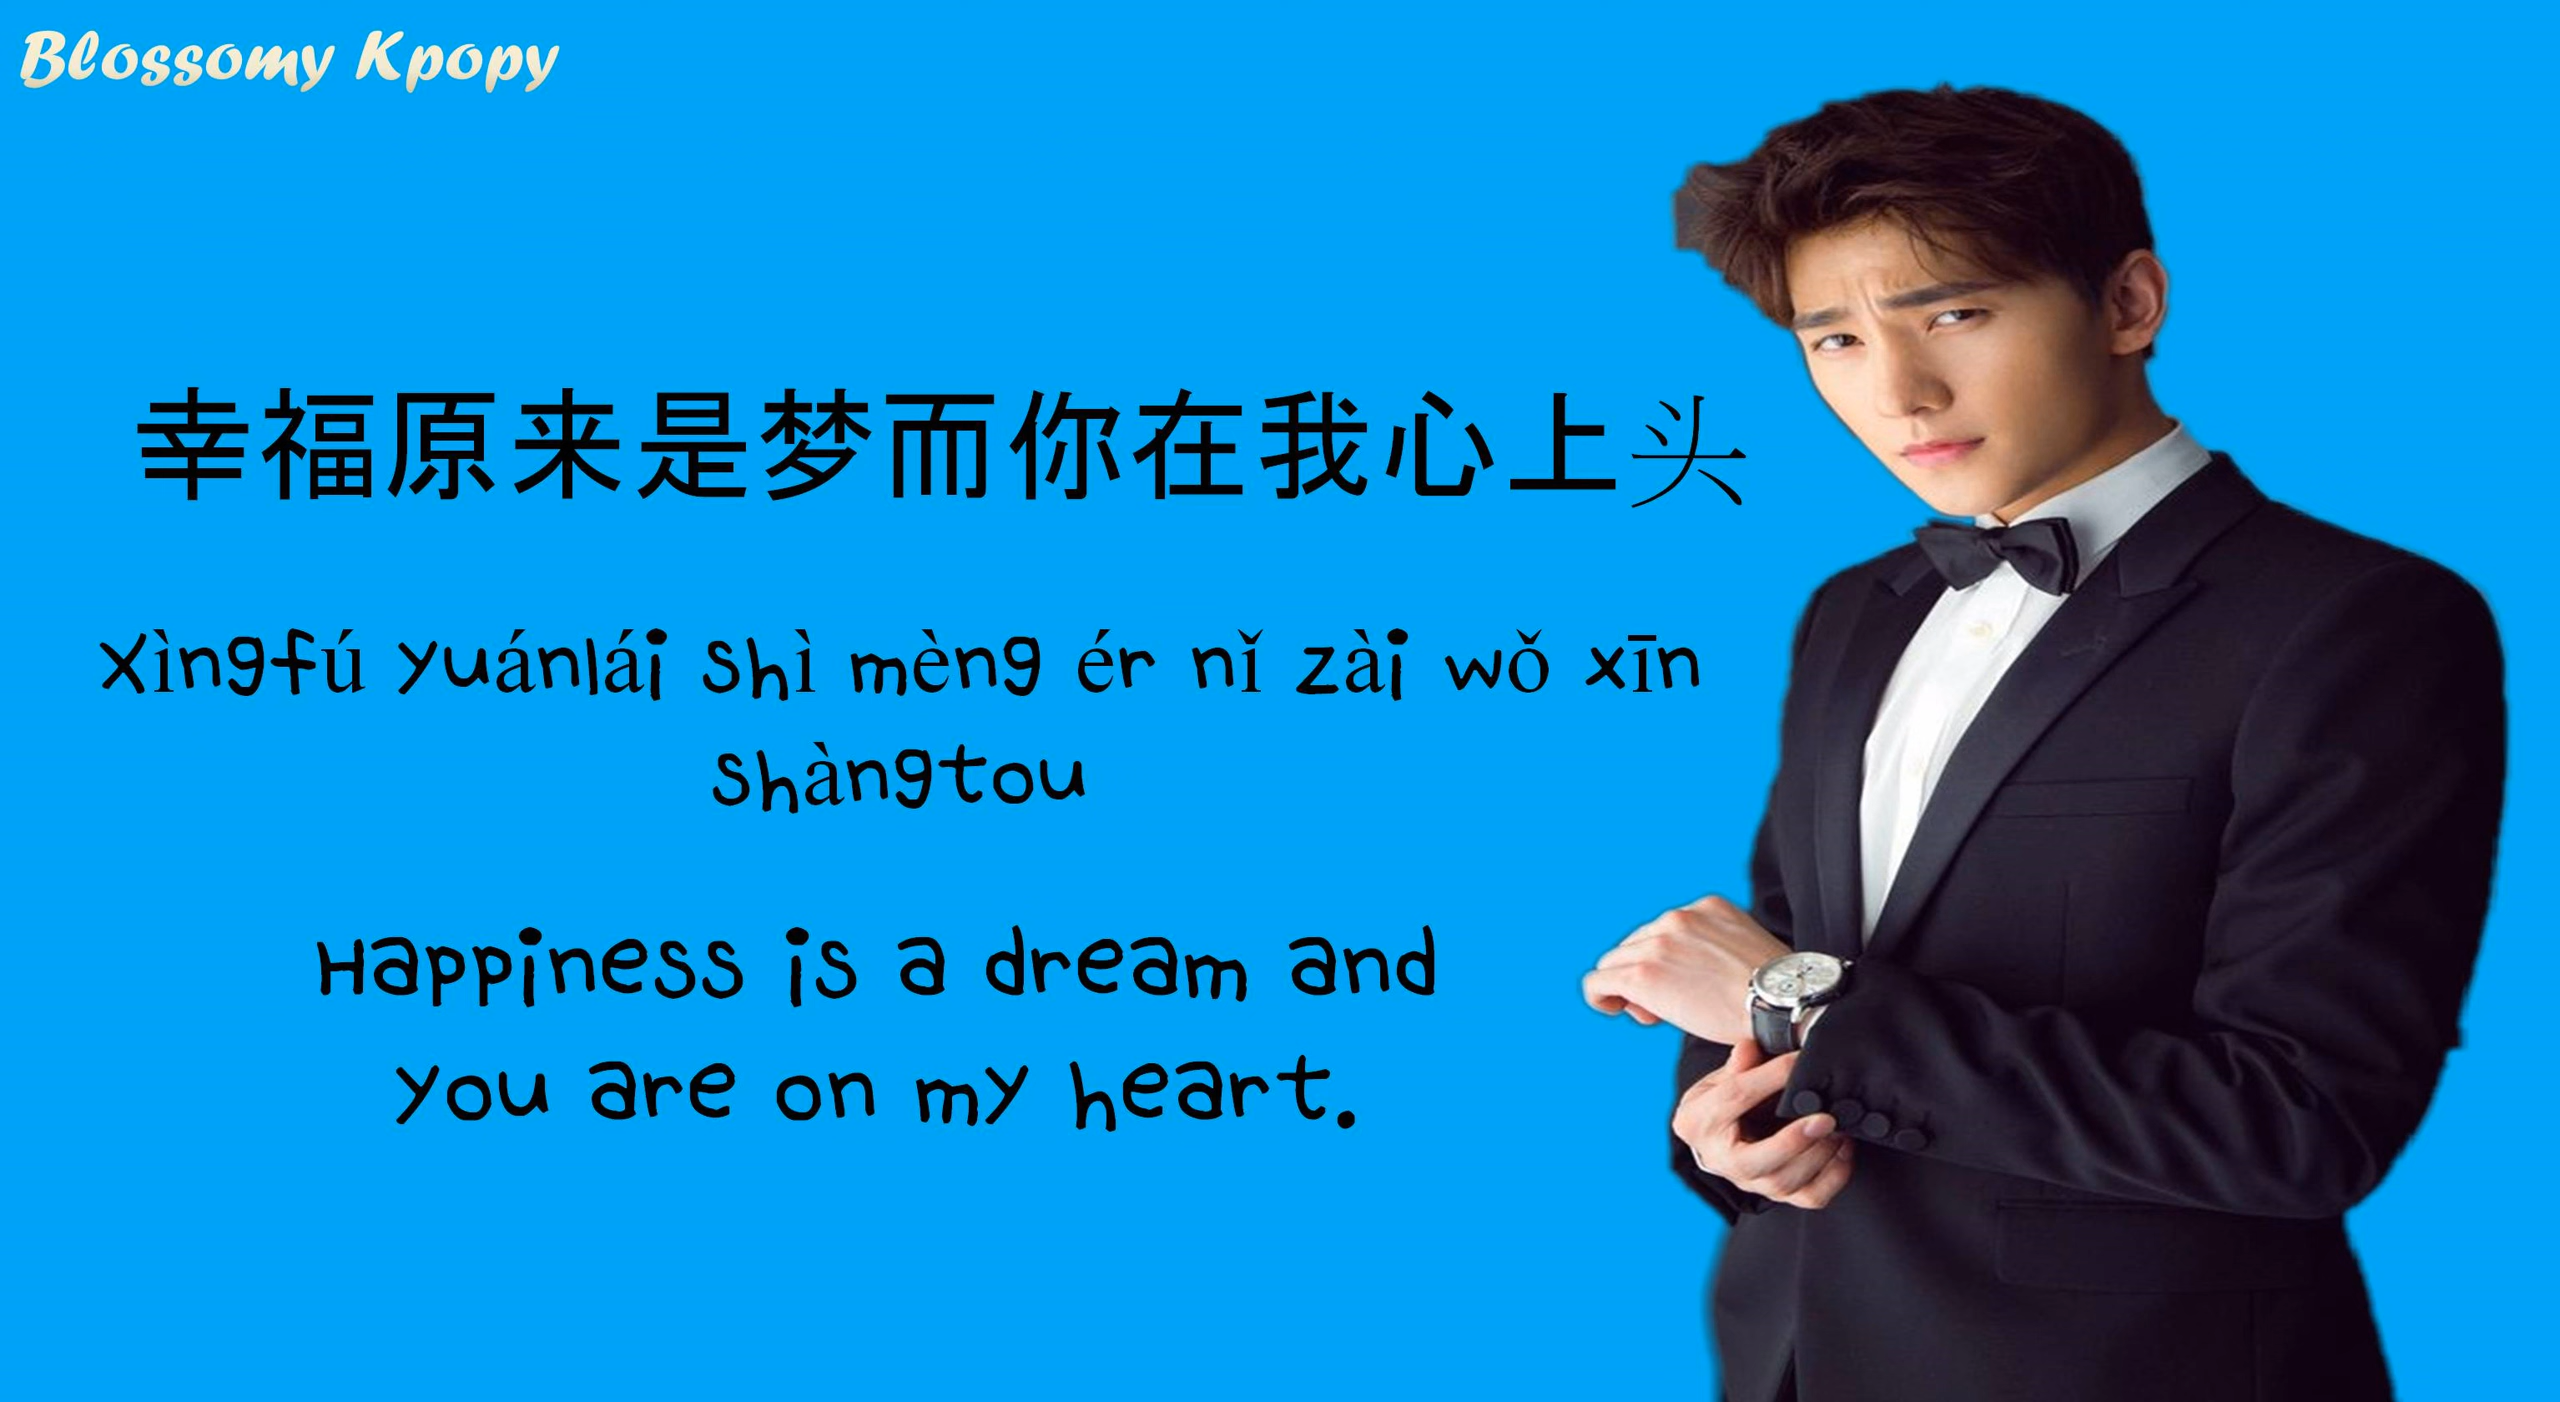 Blossomy Kpopy
幸福原来是梦而你在我心上头
Xìngfú yuánlái shì mèng ér nǐ zài wǒ xīn
shàngtou
Happiness is a dream and
you are on my heart.